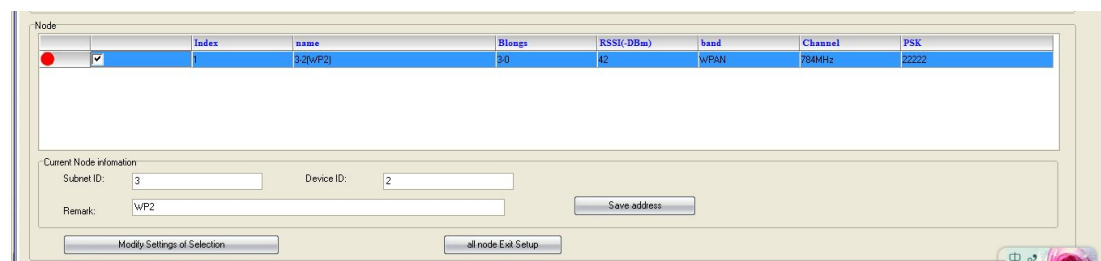 Node
Index name Blongs RSSI(-DBm) band Channel PSK
1 3-2(WP2) 3-0 42 WPAN 784MHz 22222
Current Node infomation
Subnet ID: 3 Device ID: 2
Remark: WP2 Save address
Modify Settings of Selection all node Exit Setup
中